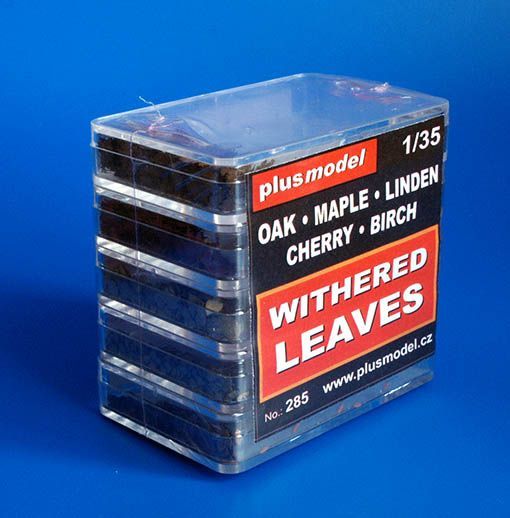 plusmodel 1/35
OAK • MAPLE • LINDEN
CHERRY • BIRCH
WITHERED
LEAVES
No.: 285 www.plusmodel.cz